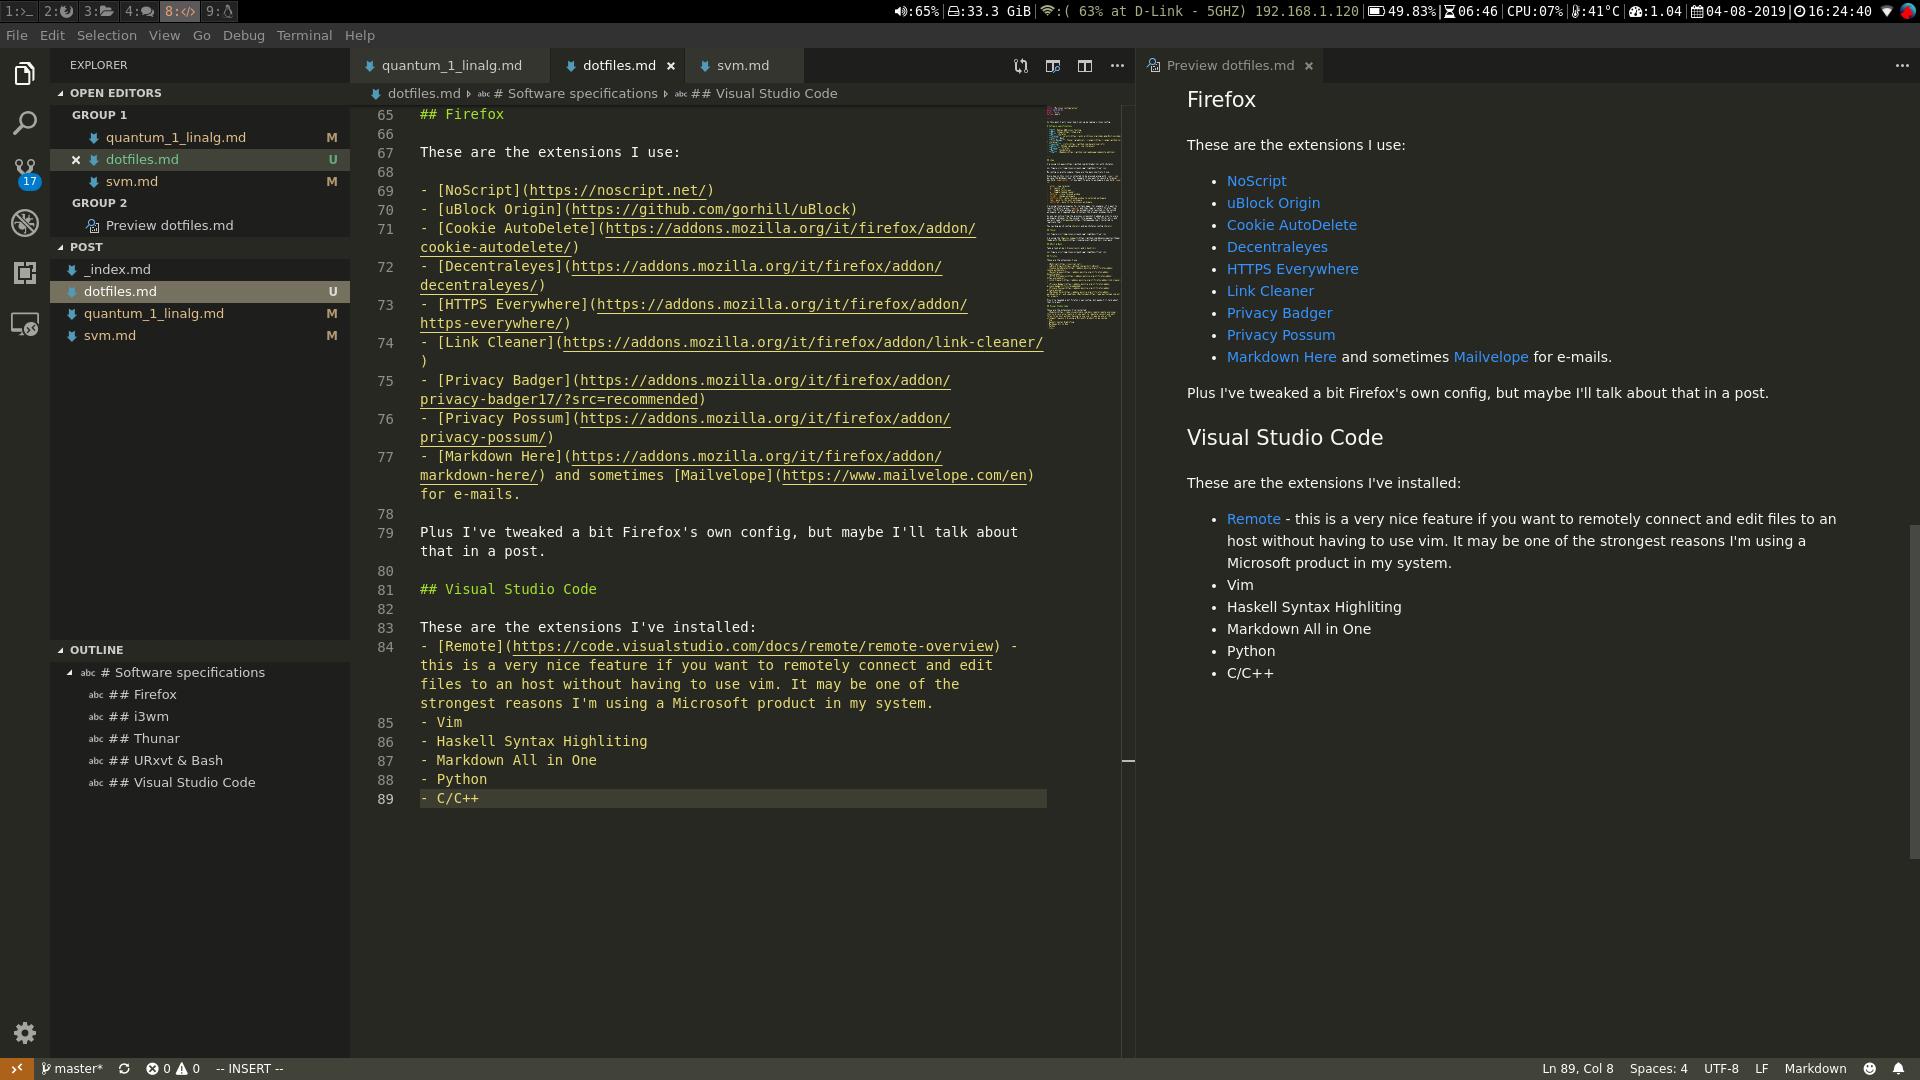 1: 2: 3: 4: 8: 9: :65% :33.3 GiB :( 63% at D-Link - 5GHZ) 192.168.1.120 :49.83% :06:46 CPU:07% :41°C :1.04 :04-08-2019 :16:24:40
File Edit Selection View Go Debug Terminal Help
EXPLORER
OPEN EDITORS
GROUP 1
quantum_1_linalg.md M
dotfiles.md U
svm.md M
GROUP 2
Preview dotfiles.md
POST
_index.md
dotfiles.md U
quantum_1_linalg.md M
svm.md M
17
OUTLINE
abc # Software specifications
abc ## Firefox
abc ## i3wm
abc ## Thunar
abc ## URxvt & Bash
abc ## Visual Studio Code
quantum_1_linalg.md dotfiles.md × svm.md
dotfiles.md abc # Software specifications abc ## Visual Studio Code
65 ## Firefox
66
67 These are the extensions I use:
68
69 - [NoScript](https://noscript.net/)
70 - [uBlock Origin](https://github.com/gorhill/uBlock)
71 - [Cookie AutoDelete](https://addons.mozilla.org/it/firefox/addon/
cookie-autodelete/)
72 - [Decentraleyes](https://addons.mozilla.org/it/firefox/addon/
decentraleyes/)
73 - [HTTPS Everywhere](https://addons.mozilla.org/it/firefox/addon/
https-everywhere/)
74 - [Link Cleaner](https://addons.mozilla.org/it/firefox/addon/link-cleaner/
)
75 - [Privacy Badger](https://addons.mozilla.org/it/firefox/addon/
privacy-badger17/?src=recommended)
76 - [Privacy Possum](https://addons.mozilla.org/it/firefox/addon/
privacy-possum/)
77 - [Markdown Here](https://addons.mozilla.org/it/firefox/addon/
markdown-here/) and sometimes [Mailvelope](https://www.mailvelope.com/en)
for e-mails.
78
79 Plus I've tweaked a bit Firefox's own config, but maybe I'll talk about
that in a post.
80
81 ## Visual Studio Code
82
83 These are the extensions I've installed:
84 - [Remote](https://code.visualstudio.com/docs/remote/remote-overview) -
this is a very nice feature if you want to remotely connect and edit
files to an host without having to use vim. It may be one of the
strongest reasons I'm using a Microsoft product in my system.
85 - Vim
86 - Haskell Syntax Highliting
87 - Markdown All in One
88 - Python
89 - C/C++
Preview dotfiles.md ×
Firefox
These are the extensions I use:
• NoScript
• uBlock Origin
• Cookie AutoDelete
• Decentraleyes
• HTTPS Everywhere
• Link Cleaner
• Privacy Badger
• Privacy Possum
• Markdown Here and sometimes Mailvelope for e-mails.
Plus I've tweaked a bit Firefox's own config, but maybe I'll talk about that in a post.
Visual Studio Code
These are the extensions I've installed:
• Remote - this is a very nice feature if you want to remotely connect and edit files to an
host without having to use vim. It may be one of the strongest reasons I'm using a
Microsoft product in my system.
• Vim
• Haskell Syntax Highliting
• Markdown All in One
• Python
• C/C++
master* 0 0 -- INSERT -- Ln 89, Col 8 Spaces: 4 UTF-8 LF Markdown